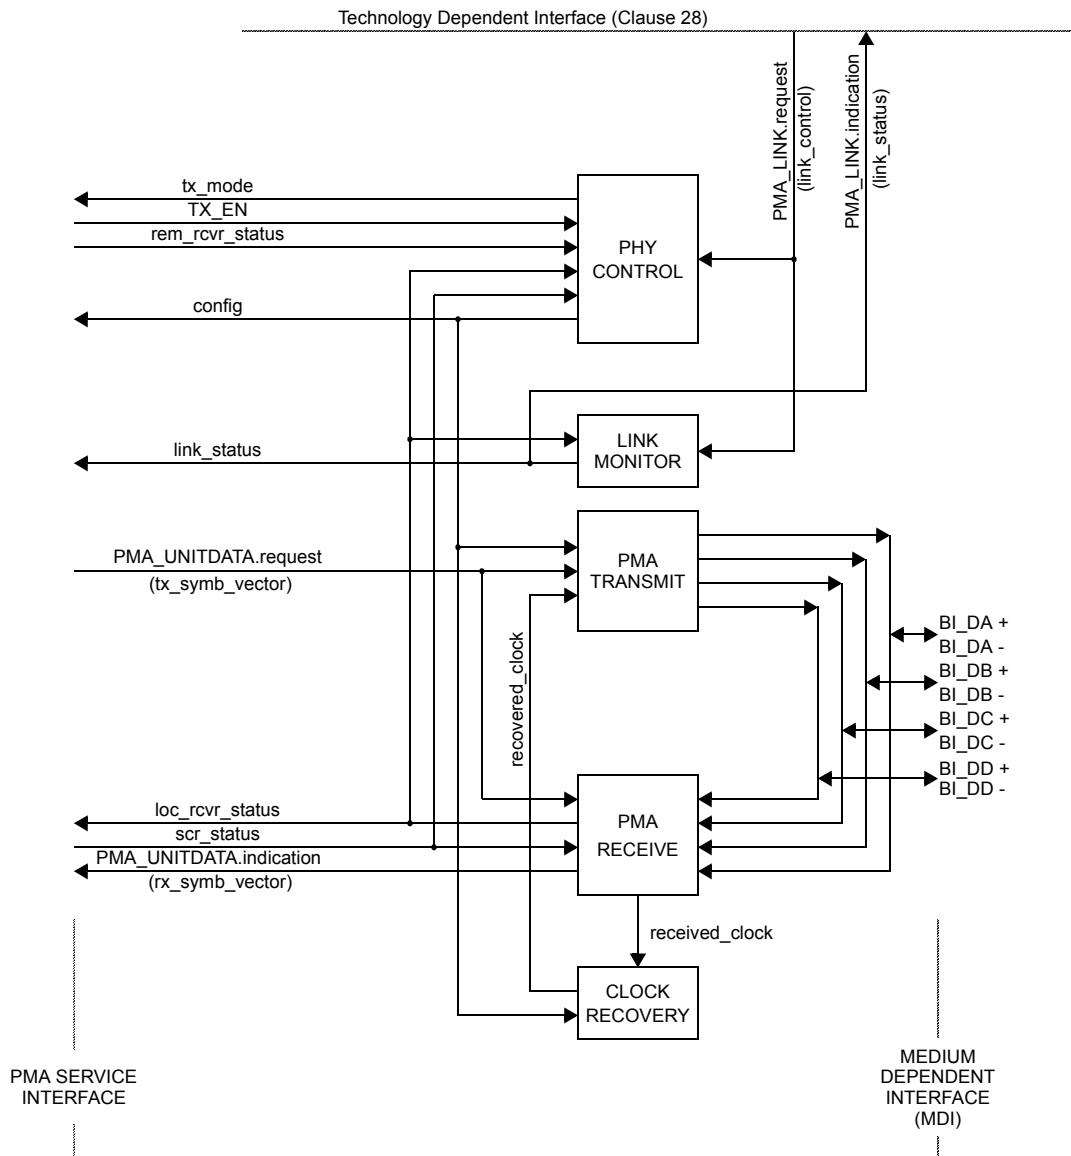 Technology Dependent Interface (Clause 28)
PMA_LINK.request
(link_control)
PMA_LINK.indication
(link_status)
tx_mode
TX_EN
rem_rcvr_status
PHY
CONTROL
config
LINK
MONITOR
link_status
PMA_UNITDATA.request
(tx_symb_vector)
PMA
TRANSMIT
recovered_clock
BI_DA +
BI_DA -
BI_DB +
BI_DB -
BI_DC +
BI_DC -
BI_DD +
BI_DD -
loc_rcvr_status
scr_status
PMA_UNITDATA.indication
(rx_symb_vector)
PMA
RECEIVE
received_clock
CLOCK
RECOVERY
PMA SERVICE
INTERFACE
MEDIUM
DEPENDENT
INTERFACE
(MDI)